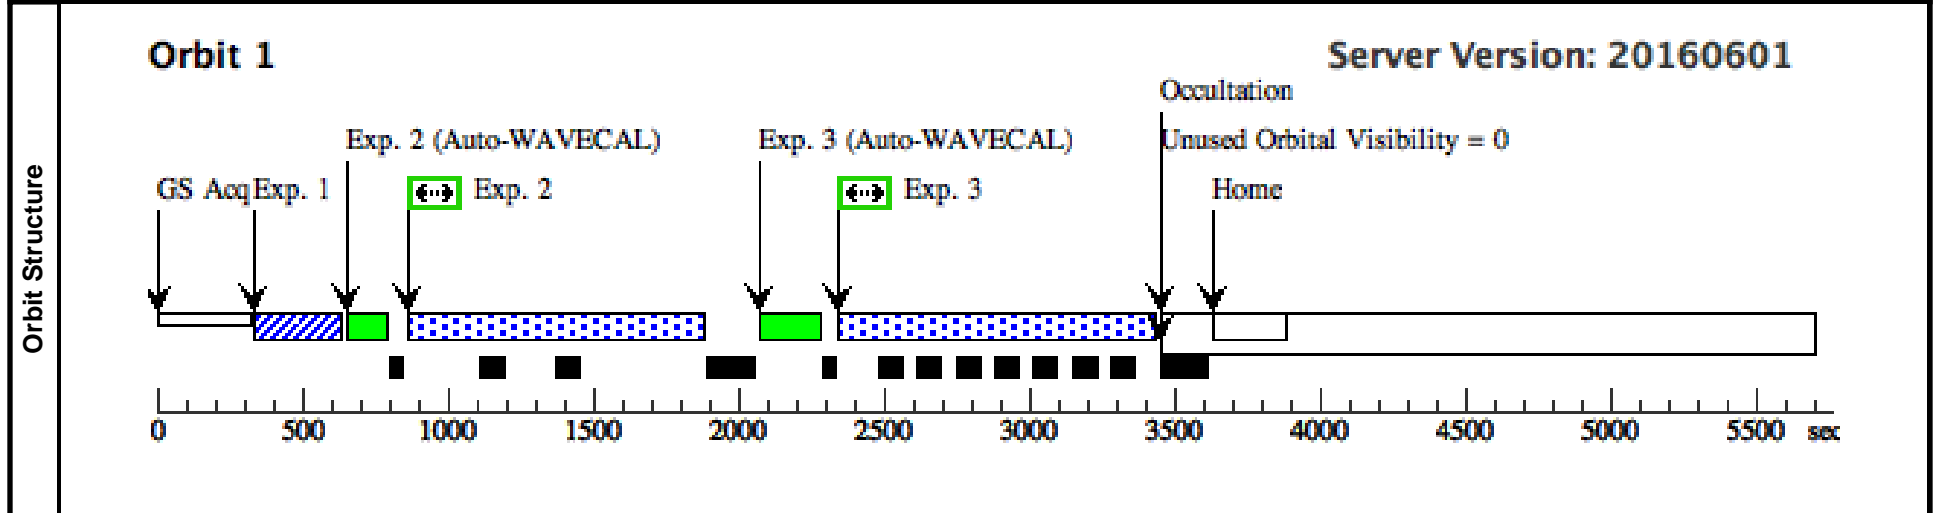 Orbit Structure
Orbit 1
Server Version: 20160601
Occultation
Exp. 2 (Auto-WAVECAL)
Exp. 3 (Auto-WAVECAL)
Unused Orbital Visibility = 0
GS Acq
Exp. 1
Exp. 2
Exp. 3
Home
0 500 1000 1500 2000 2500 3000 3500 4000 4500 5000 5500 sec